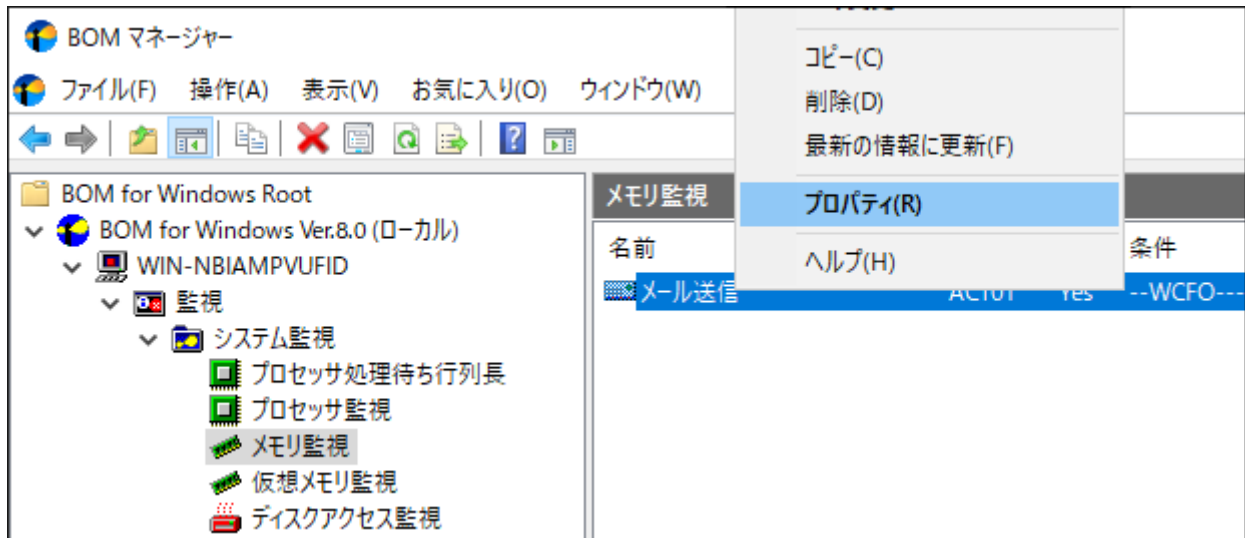 BOM マネージャー
ファイル(F) 操作(A) 表示(V) お気に入り(O) ウィンドウ(W)
コピー(C)
削除(D)
最新の情報に更新(F)
プロパティ(R)
ヘルプ(H)
BOM for Windows Root
BOM for Windows Ver.8.0 (ローカル)
WIN-NBIAMPVUFID
監視
システム監視
プロセッサ処理待ち行列長
プロセッサ監視
メモリ監視
仮想メモリ監視
ディスクアクセス監視
メモリ監視
名前 条件
メール送信 AC101 Yes --WCFO---